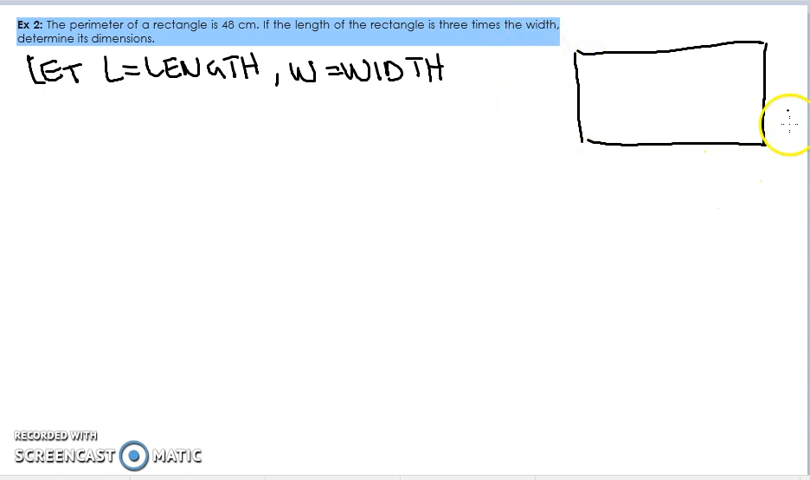 Ex 2: The perimeter of a rectangle is 48 cm. If the length of the rectangle is three times the width,
determine its dimensions.
LET L=LENGTH, W=WIDTH
RECORDED WITH
SCREENCAST MATIC